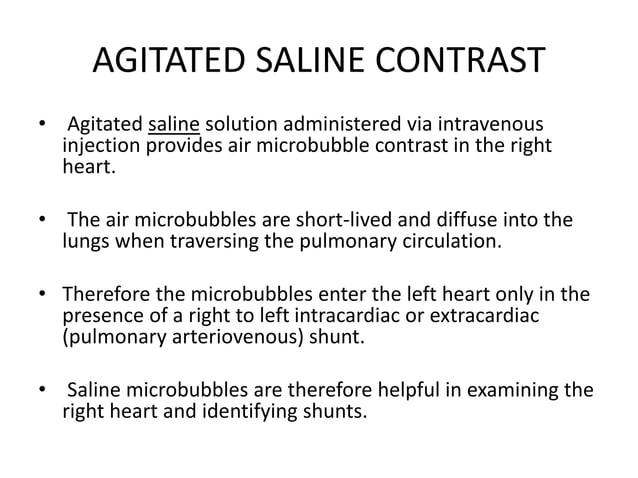 AGITATED SALINE CONTRAST
• Agitated saline solution administered via intravenous
injection provides air microbubble contrast in the right
heart.
• The air microbubbles are short-lived and diffuse into the
lungs when traversing the pulmonary circulation.
• Therefore the microbubbles enter the left heart only in the
presence of a right to left intracardiac or extracardiac
(pulmonary arteriovenous) shunt.
• Saline microbubbles are therefore helpful in examining the
right heart and identifying shunts.